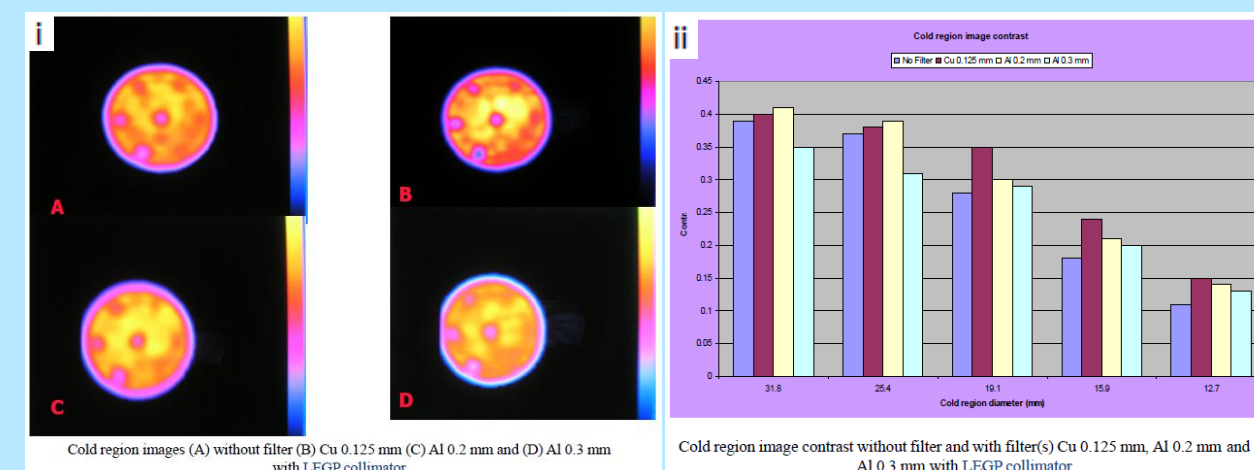 i
A
B
C
D
Cold region images (A) without filter (B) Cu 0.125 mm (C) Al 0.2 mm and (D) Al 0.3 mm
with LEGP collimator
ii
Cold region image contrast
No Filter Cu 0.125 mm Al 0.2 mm Al 0.3 mm
0.45
0.4
0.35
0.3
0.25
0.2
0.15
0.1
0.05
0
Contr
31.8 25.4 19.1 15.9 12.7
Cold region diameter (mm)
Cold region image contrast without filter and with filter(s) Cu 0.125 mm, Al 0.2 mm and
Al 0.3 mm with LEGP collimator